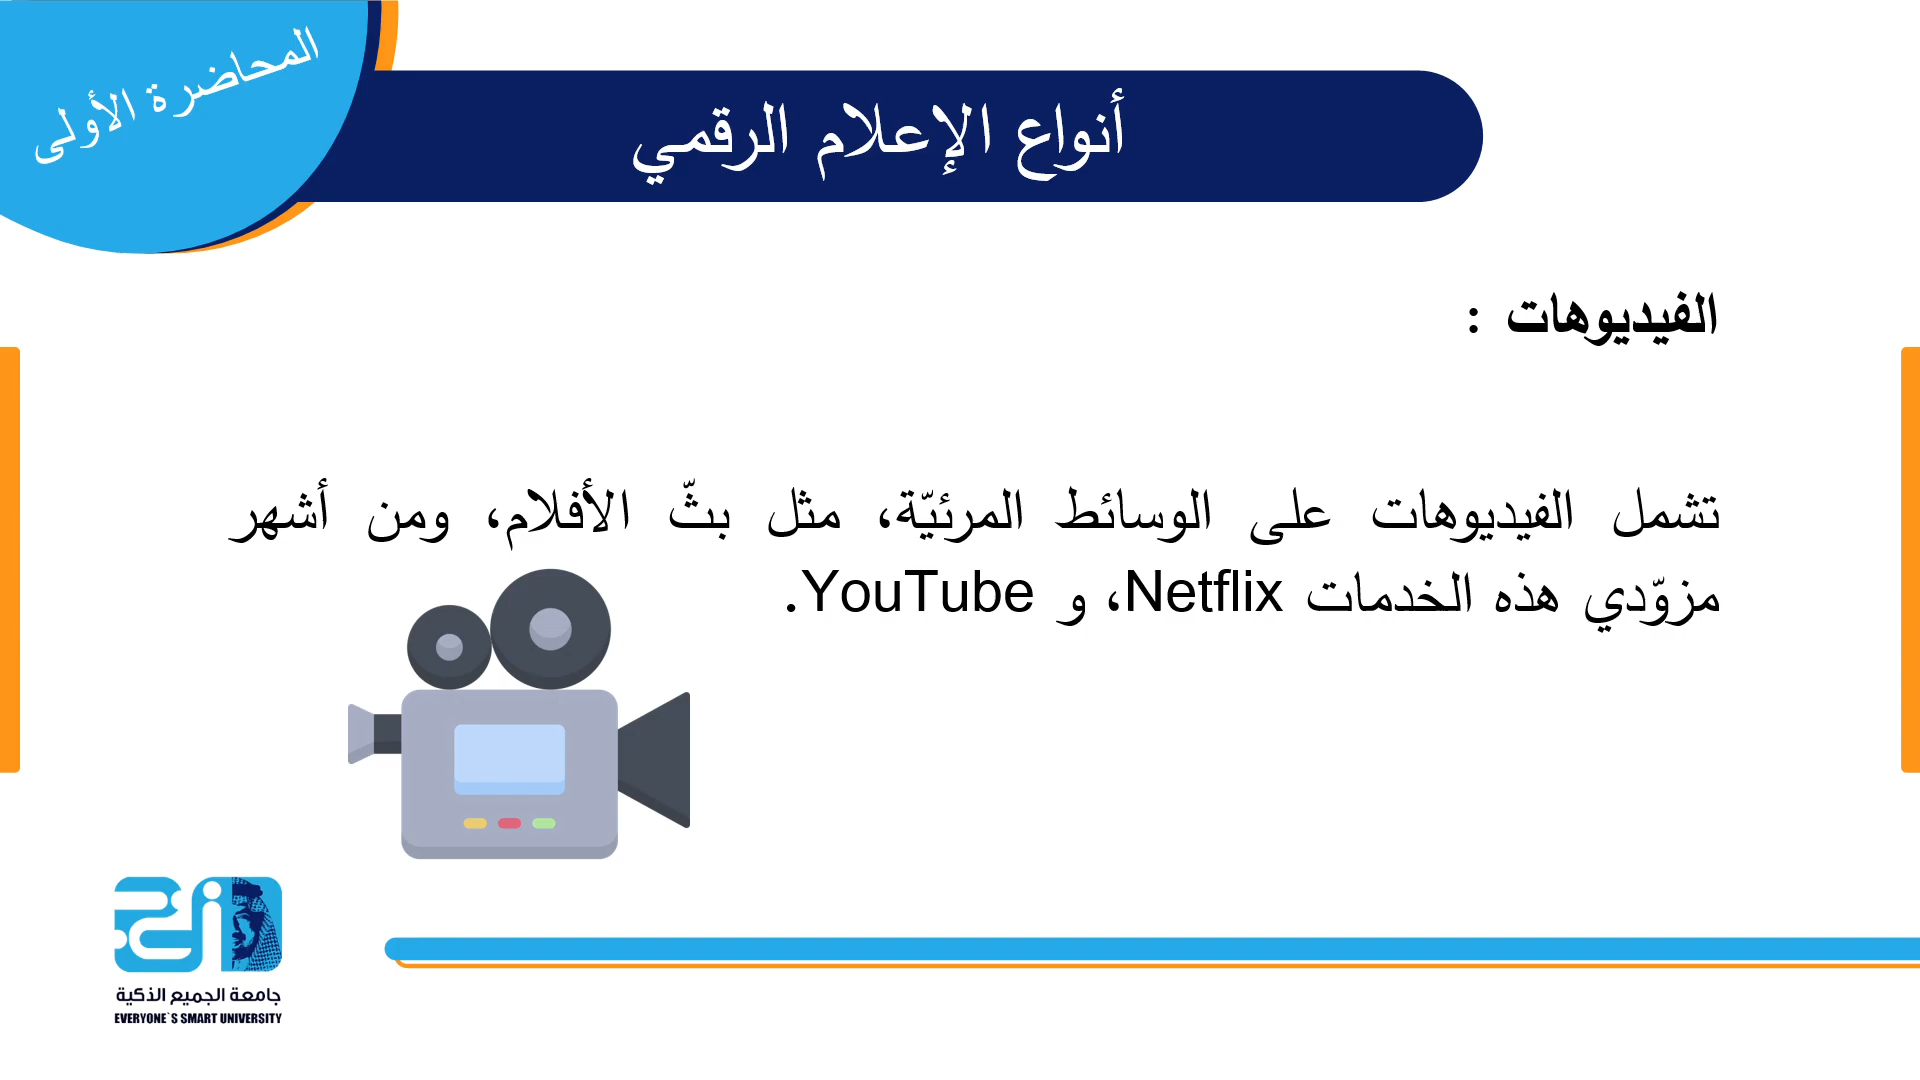 المحاضرة الأولى
أنواع الإعلام الرقمي
الفيديوهات :
تشمل الفيديوهات على الوسائط المرئيّة، مثل بثّ الأفلام، ومن أشهر
مزوّدي هذه الخدمات Netflix، و YouTube.
جامعة الجميع الذكية
EVERYONE`S SMART UNIVERSITY